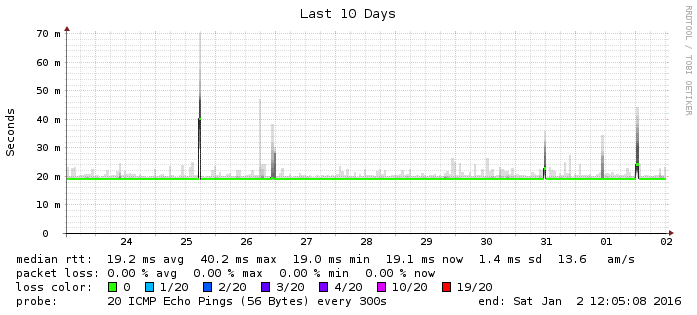 Last 10 Days
RRDTOOL / TOBI OETIKER
Seconds
70 m
60 m
50 m
40 m
30 m
20 m
10 m
0
24 25 26 27 28 29 30 31 01 02
median rtt: 19.2 ms avg 40.2 ms max 19.0 ms min 19.1 ms now 1.4 ms sd 13.6 am/s
packet loss: 0.00 % avg 0.00 % max 0.00 % min 0.00 % now
loss color: 0 1/20 2/20 3/20 4/20 10/20 19/20
probe: 20 ICMP Echo Pings (56 Bytes) every 300s end: Sat Jan 2 12:05:08 2016